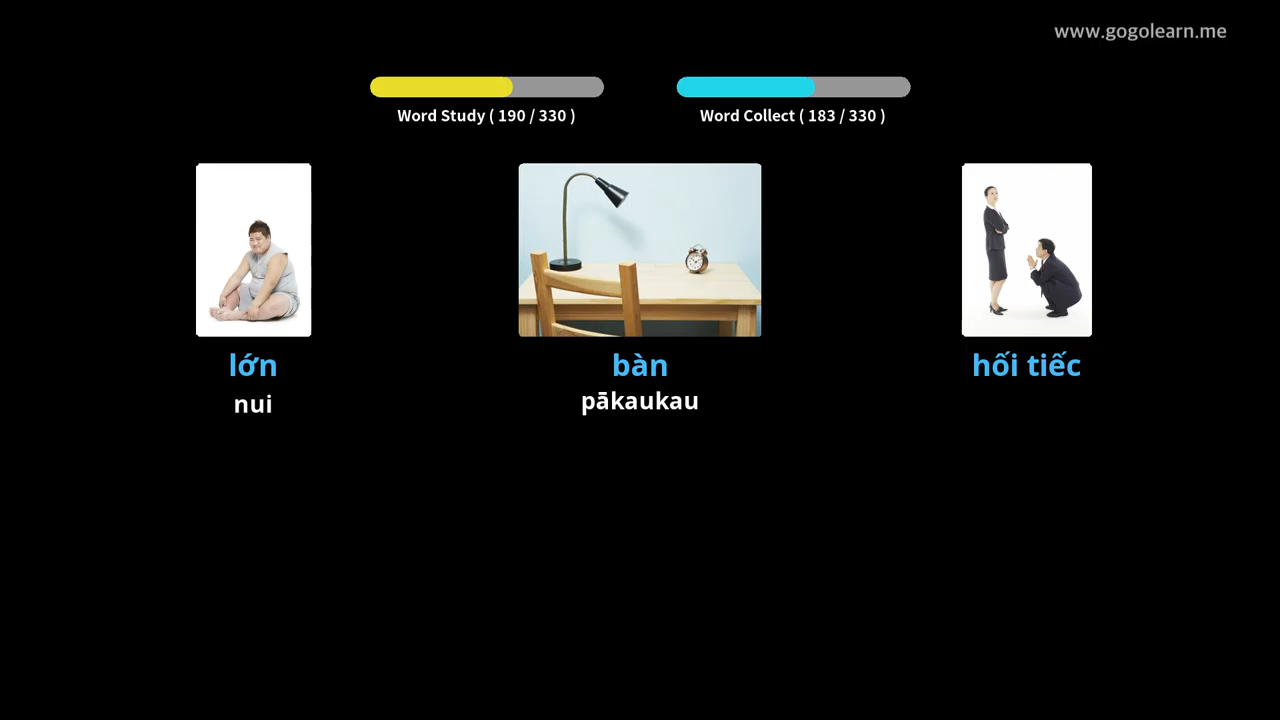 www.gogolearn.me
Word Study ( 190 / 330 )
Word Collect ( 183 / 330 )
lớn
nui
bàn
pākaukau
hối tiếc